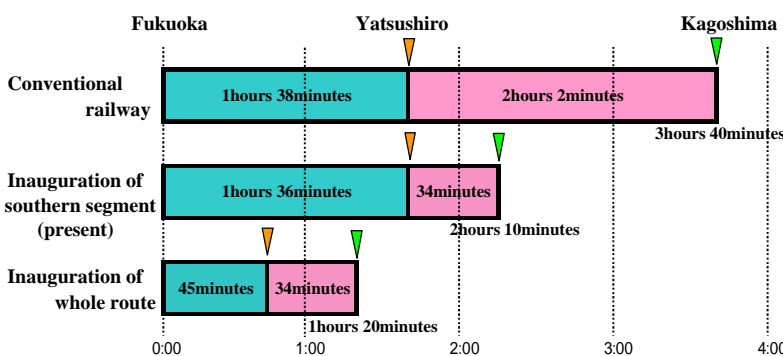 Fukuoka Yatsushiro Kagoshima
Conventional
railway
1hours 38minutes 2hours 2minutes
3hours 40minutes
Inauguration of
southern segment
(present)
1hours 36minutes 34minutes
2hours 10minutes
Inauguration of
whole route
45minutes 34minutes
1hours 20minutes
0:00 1:00 2:00 3:00 4:00